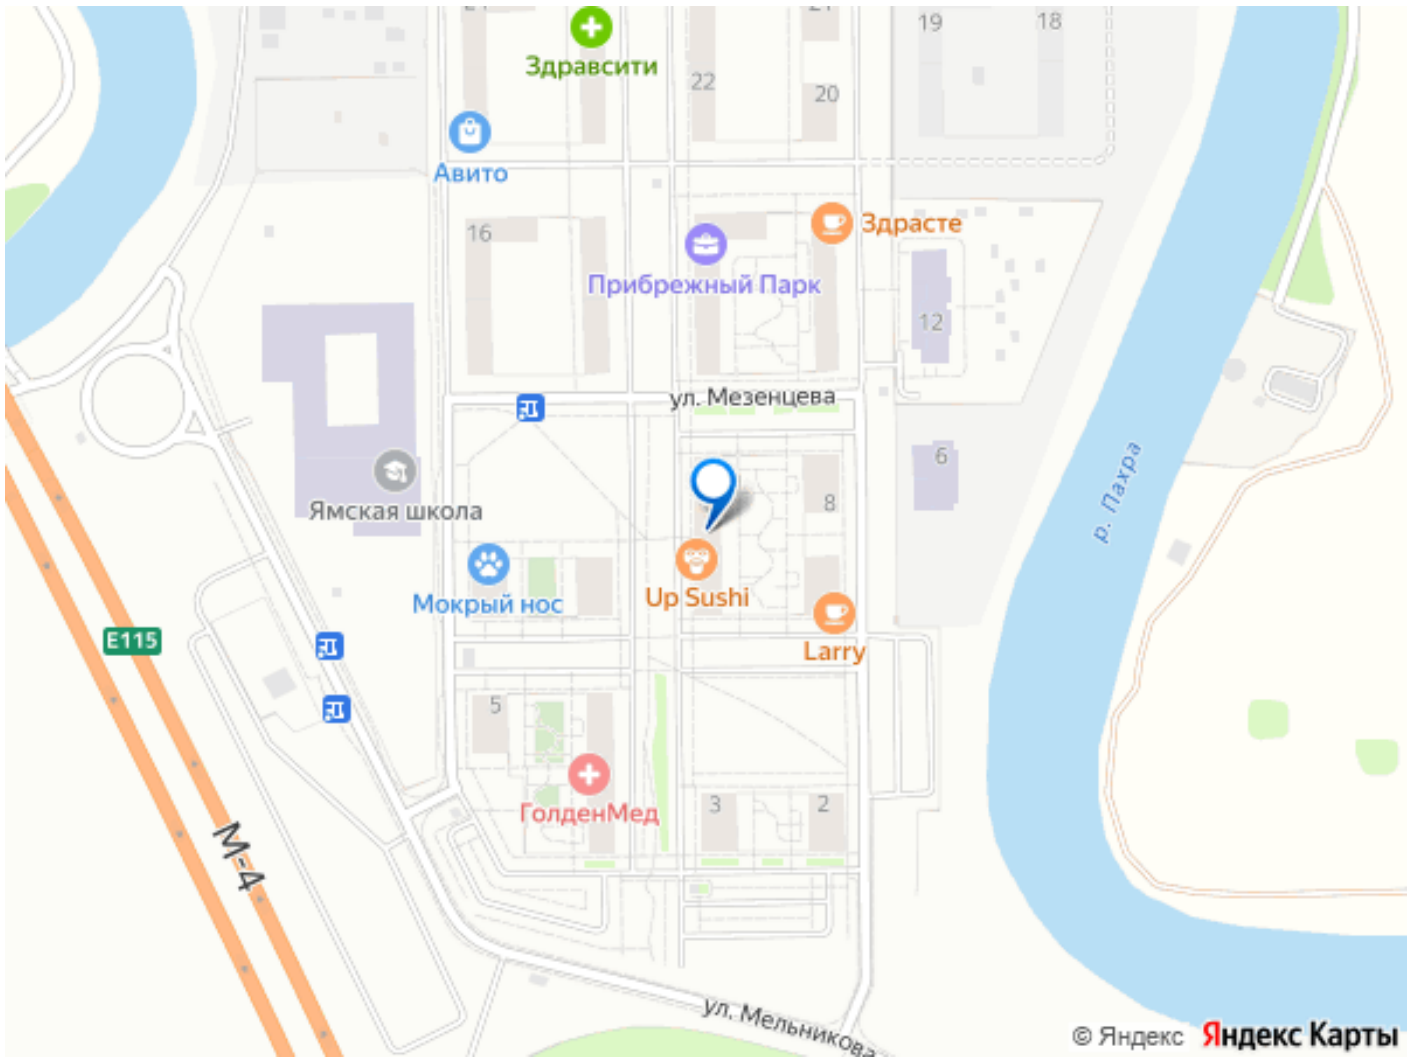 19
18
Здравсити
22
20
Авито
16
Здрасте
Прибрежный Парк
12
ул. Мезенцева
6
р. Пахра
Ямская школа
8
Мокрый нос
Up Sushi
E115
Larry
5
ГолденМед
3
2
М-4
ул. Мельникова
© Яндекс Яндекс Карты